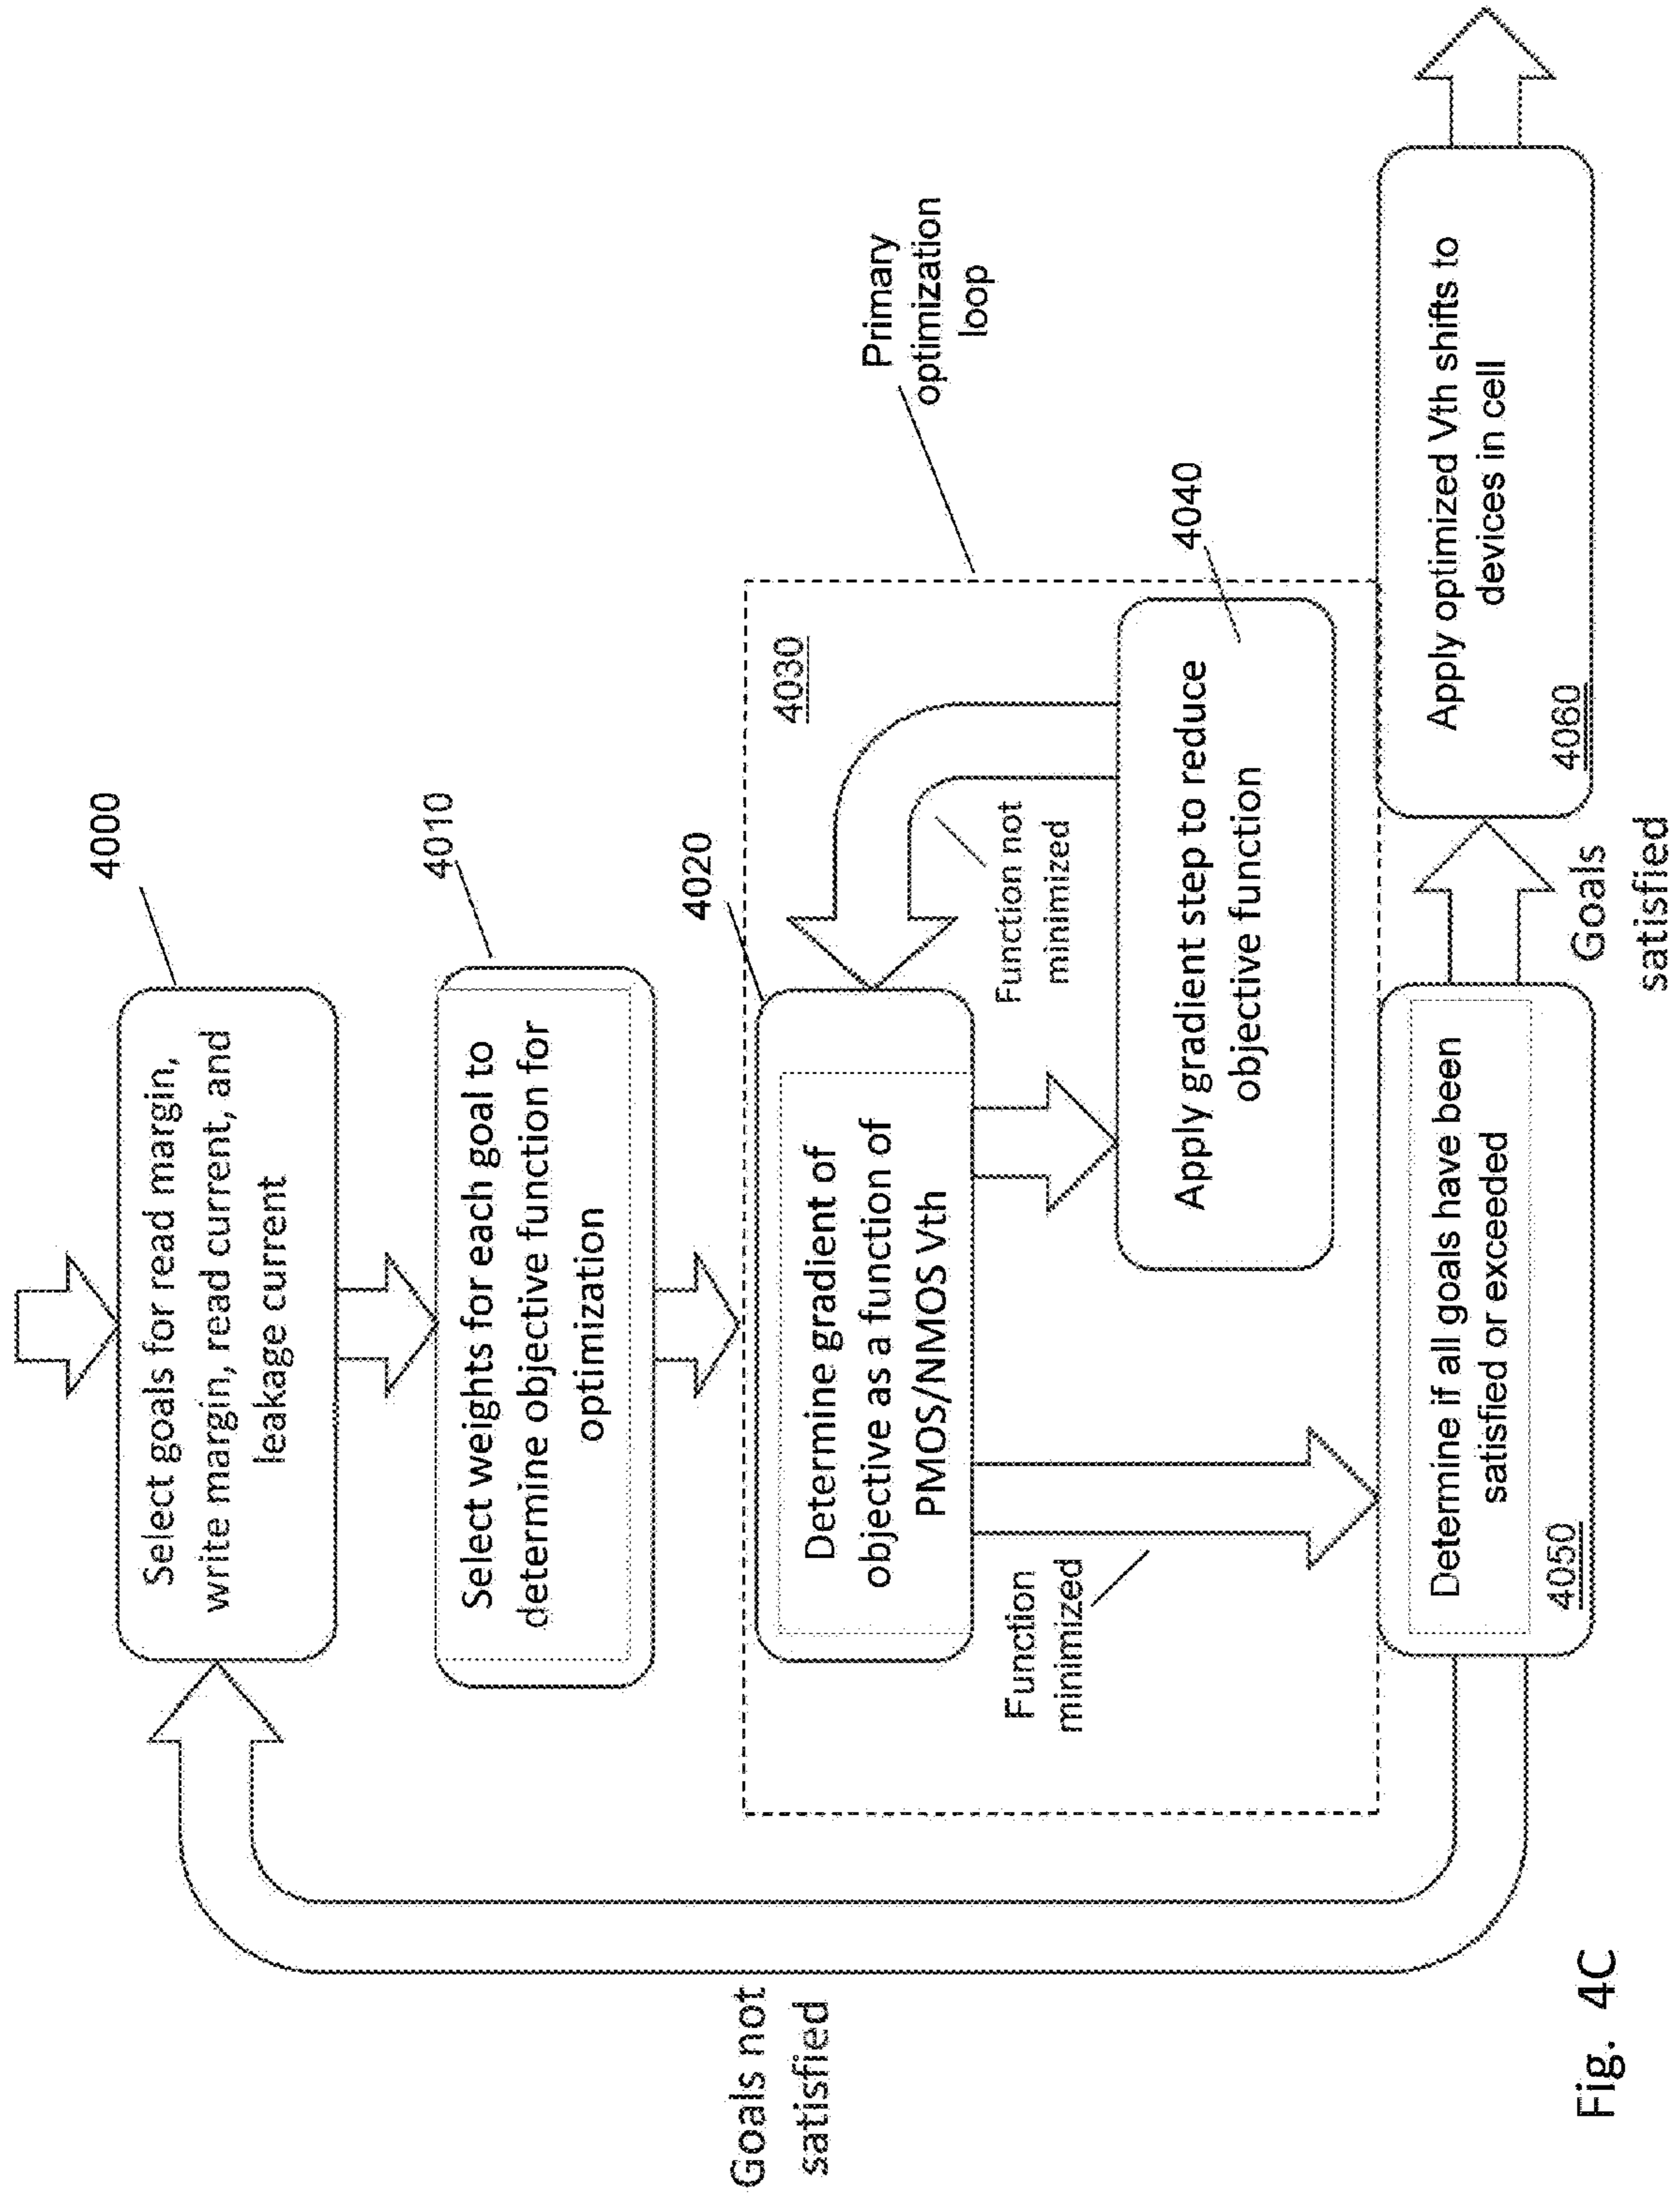 4000
Select goals for read margin,
write margin, read current, and
leakage current
4010
Select weights for each goal to
determine objective function for
optimization
4020
Determine gradient of
objective as a function of
PMOS/NMOS Vth
4030
Primary
optimization
loop
Function not
minimized
4040
Apply gradient step to reduce
objective function
Function
minimized
Determine if all goals have been
satisfied or exceeded
4050
Goals
satisfied
Apply optimized Vth shifts to
devices in cell
4060
Goals not
satisfied
Fig. 4C